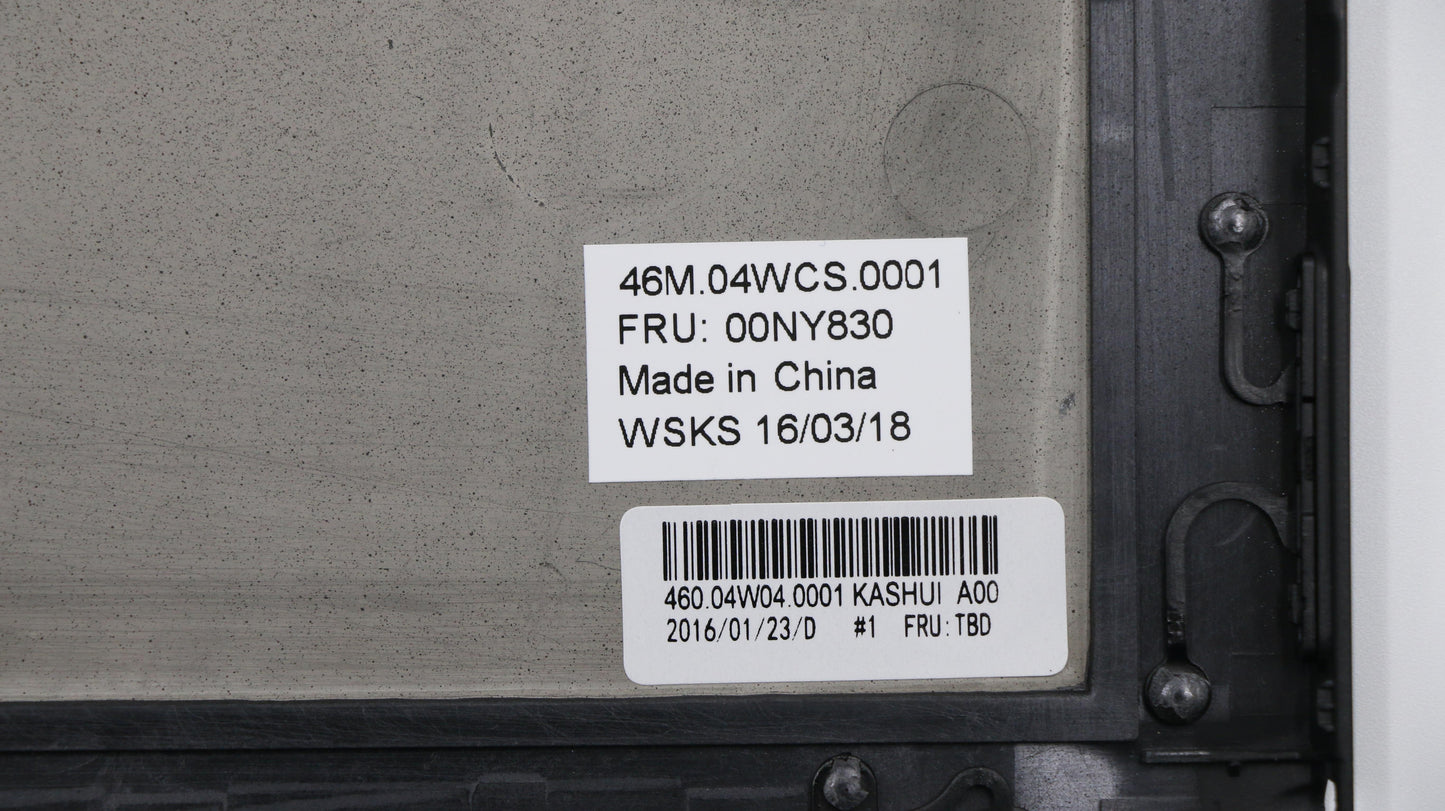 46M.04WCS.0001
FRU: 00NY830
Made in China
WSKS 16/03/18
460.04W04.0001 KASHUI A00
2016/01/23/D #1 FRU:TBD